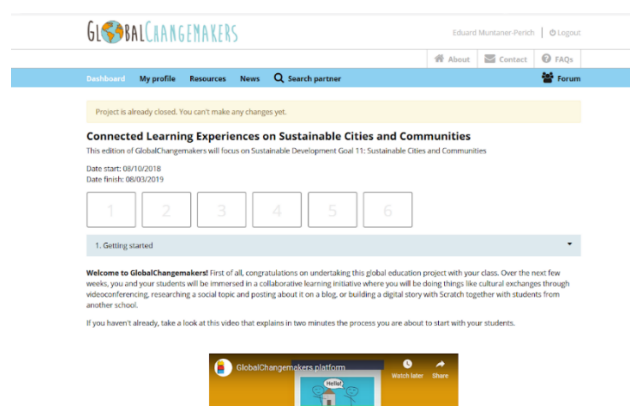 GLOBALCHANGEMAKERS
Eduard Muntaner-Perich | Logout
About Contact FAQs
Dashboard My profile Resources News Search partner Forum
Project is already closed. You can't make any changes yet.
Connected Learning Experiences on Sustainable Cities and Communities
This edition of GlobalChangemakers will focus on Sustainable Development Goal 11: Sustainable Cities and Communities
Date start: 08/10/2018
Date finish: 08/03/2019
1 2 3 4 5 6
1. Getting started
Welcome to GlobalChangemakers! First of all, congratulations on undertaking this global education project with your class. Over the next few
weeks, you and your students will be immersed in a collaborative learning initiative where you will be doing things like cultural exchanges through
videoconferencing, researching a social topic and posting about it on a blog, or building a digital story with Scratch together with students from
another school.
If you haven't already, take a look at this video that explains in two minutes the process you are about to start with your students.
GlobalChangemakers platform
Watch later Share
Hello!